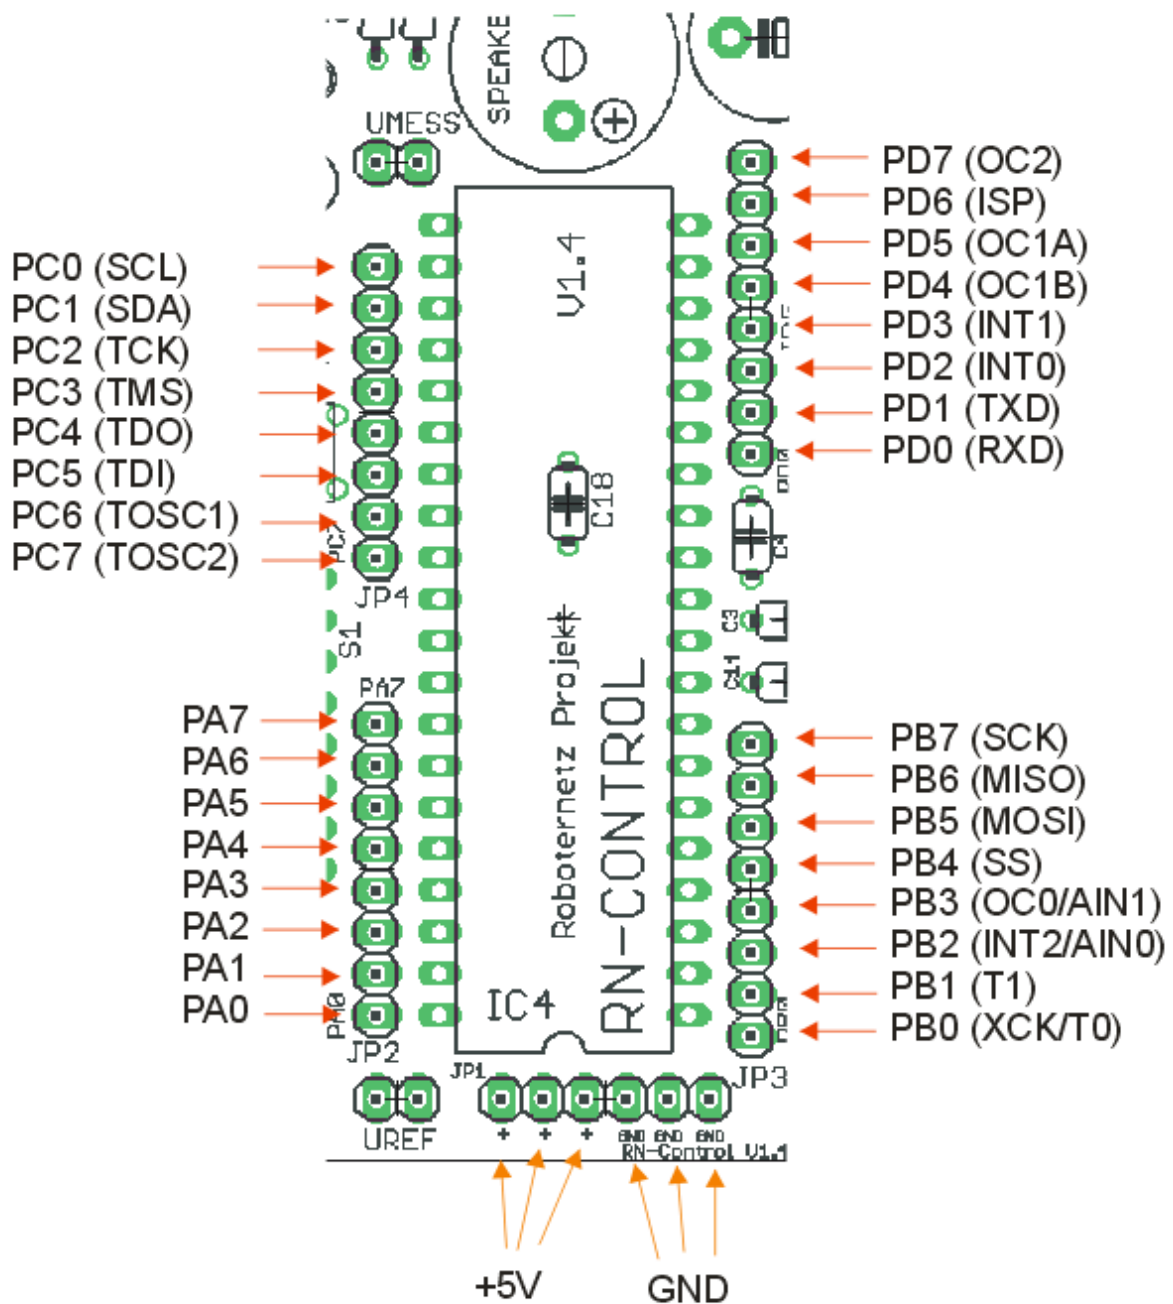 SPEAKE
UMESS
PD7 (OC2)
PD6 (ISP)
PD5 (OC1A)
PD4 (OC1B)
PD3 (INT1)
PD2 (INT0)
PD1 (TXD)
PD0 (RXD)
PC0 (SCL)
PC1 (SDA)
PC2 (TCK)
PC3 (TMS)
PC4 (TDO)
PC5 (TDI)
PC6 (TOSC1)
PC7 (TOSC2)
PC7
JP4
S1
V1.4
C18
C4
C3
Roboternetz Projekt
RN-CONTROL
IC4
PA7
PA7
PA6
PA5
PA4
PA3
PA2
PA1
PA0
PA0
JP2
PB7 (SCK)
PB6 (MISO)
PB5 (MOSI)
PB4 (SS)
PB3 (OC0/AIN1)
PB2 (INT2/AIN0)
PB1 (T1)
PB0 (XCK/T0)
JP3
JP1
UREF
+ + + GND GND GND
RN-Control V1.4
+5V
GND